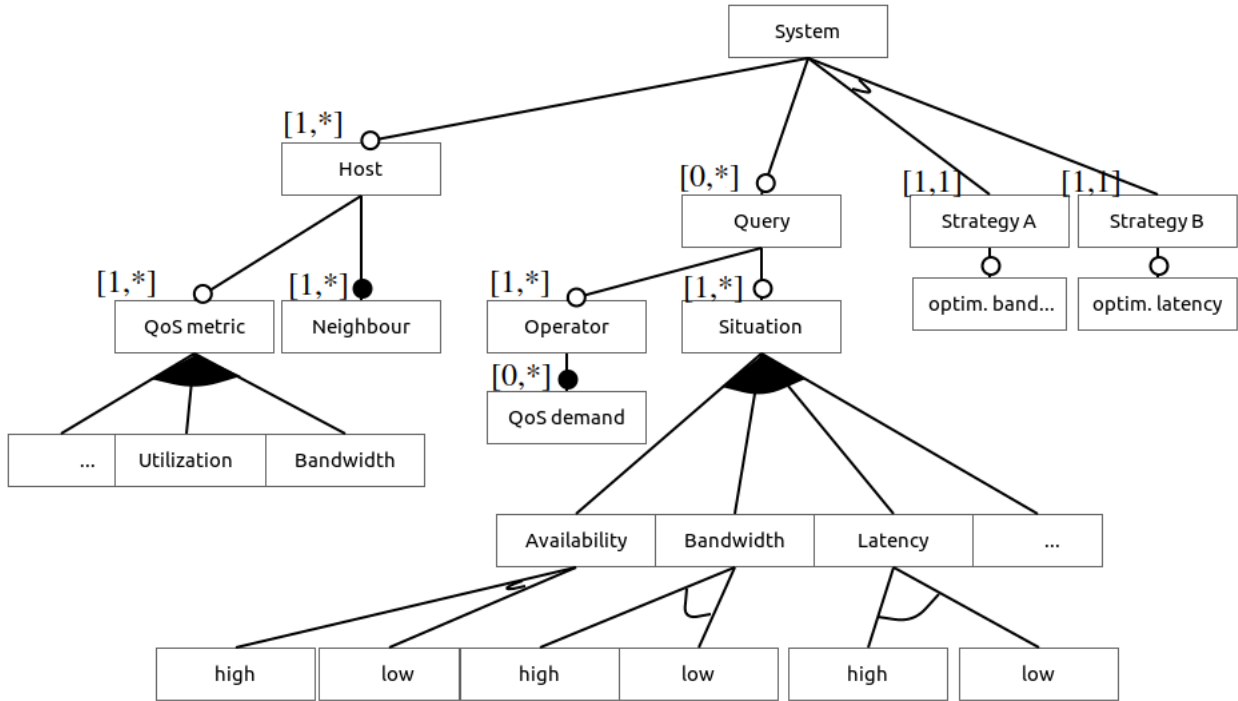 System
[1,*]
Host
[0,*]
[1,1]
[1,1]
Query
Strategy A
Strategy B
[1,*]
[1,*]
[1,*]
[1,*]
optim. band...
optim. latency
QoS metric
Neighbour
Operator
Situation
[0,*]
QoS demand
...
Utilization
Bandwidth
Availability
Bandwidth
Latency
...
high
low
high
low
high
low